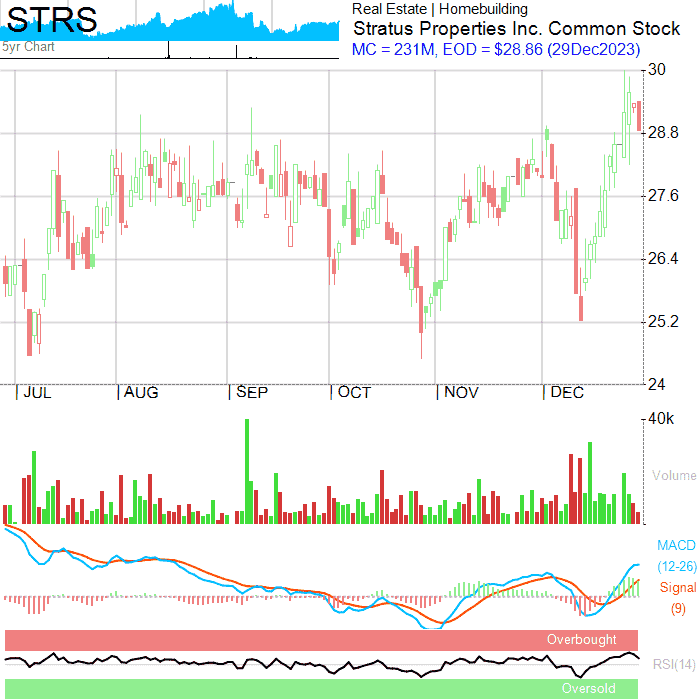 STRS
5yr Chart
Real Estate | Homebuilding
Stratus Properties Inc. Common Stock
MC = 231M, EOD = $28.86 (29Dec2023)
30
28.8
27.6
26.4
25.2
24
JUL AUG SEP OCT NOV DEC
40k
Volume
MACD
(12-26)
Signal
(9)
Overbought
RSI(14)
Oversold